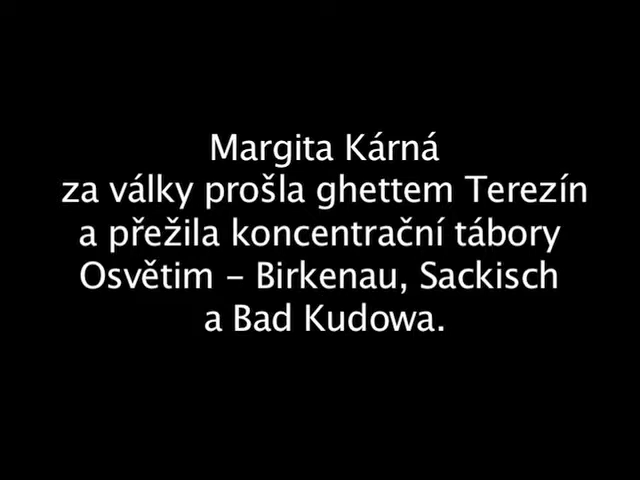 Margita Kárná
za války prošla ghettem Terezín
a přežila koncentrační tábory
Osvětim – Birkenau, Sackisch
a Bad Kudowa.